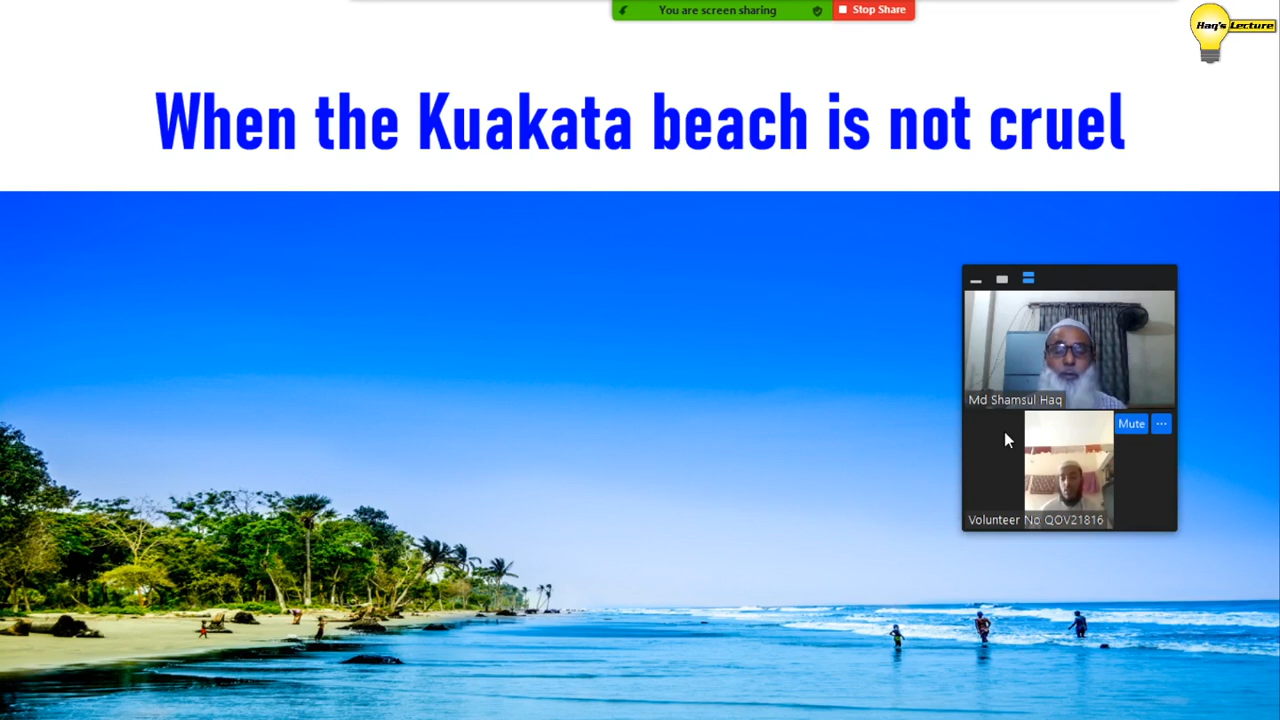 You are screen sharing
Stop Share
Haq's Lecture
When the Kuakata beach is not cruel
Md Shamsul Haq
Mute
...
Volunteer No QOV21816